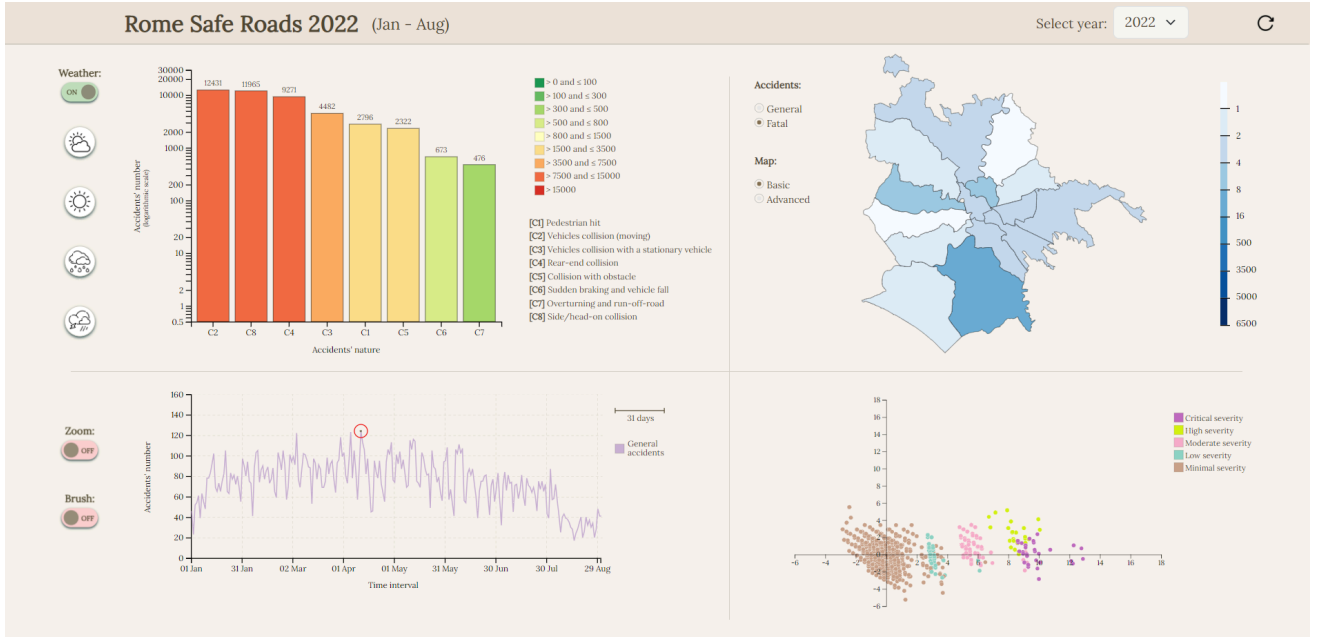 Rome Safe Roads 2022 (Jan - Aug)
Select year: 2022
Weather:
ON
30000
20000
10000
2000
1000
200
100
20
10
2
1
0.5
Accidents' number
(logarithmic scale)
12431
11965
9271
4482
2796
2322
673
476
C2 C8 C4 C3 C1 C5 C6 C7
Accidents' nature
> 0 and ≤ 100
> 100 and ≤ 300
> 300 and ≤ 500
> 500 and ≤ 800
> 800 and ≤ 1500
> 1500 and ≤ 3500
> 3500 and ≤ 7500
> 7500 and ≤ 15000
> 15000
[C1] Pedestrian hit
[C2] Vehicles collision (moving)
[C3] Vehicles collision with a stationary vehicle
[C4] Rear-end collision
[C5] Collision with obstacle
[C6] Sudden braking and vehicle fall
[C7] Overturning and run-off-road
[C8] Side/head-on collision
Accidents:
General
Fatal
Map:
Basic
Advanced
1
2
4
8
16
500
3500
5000
6500
Zoom:
OFF
Brush:
OFF
160
140
120
100
80
60
40
20
0
Accidents' number
01 Jan 31 Jan 02 Mar 01 Apr 01 May 31 May 30 Jun 30 Jul 29 Aug
Time interval
31 days
General
accidents
18
16
14
12
10
8
6
4
2
0
-2
-4
-6
-6 -4 -2 2 4 6 8 10 12 14 16 18
Critical severity
High severity
Moderate severity
Low severity
Minimal severity